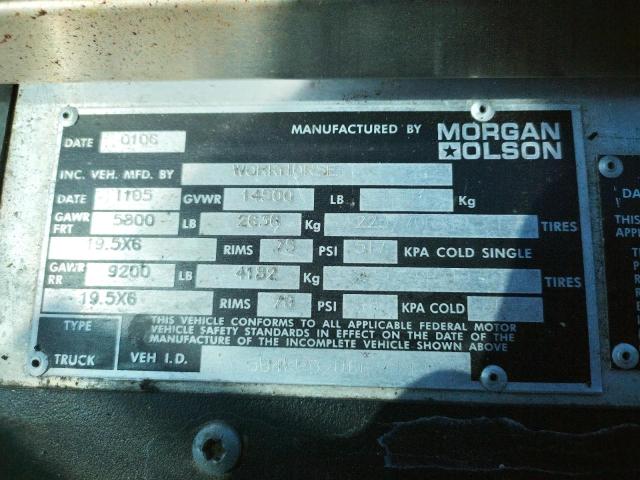 MANUFACTURED BY MORGAN OLSON
DATE 0106
INC. VEH. MFD. BY WORKHORSE
DATE 1105 GVWR 14500 LB Kg
GAWR FRT 5800 LB 2636 Kg TIRES
19.5X6 RIMS PSI KPA COLD SINGLE
GAWR RR 9200 LB 4182 Kg TIRES
19.5X6 RIMS PSI KPA COLD
TYPE TRUCK
THIS VEHICLE CONFORMS TO ALL APPLICABLE FEDERAL MOTOR
VEHICLE SAFETY STANDARDS IN EFFECT ON THE DATE OF THE
MANUFACTURE OF THE INCOMPLETE VEHICLE SHOWN ABOVE
VEH I.D.